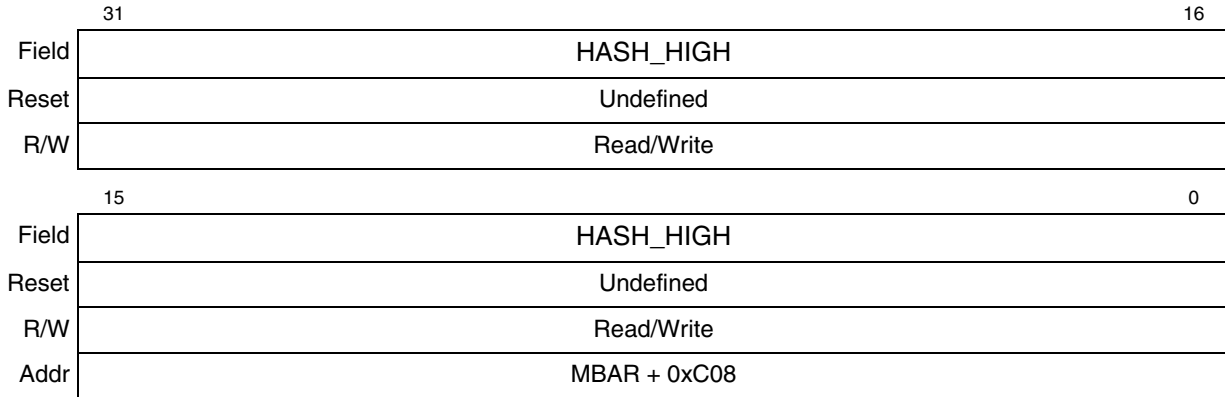 31 16
Field HASH_HIGH
Reset Undefined
R/W Read/Write
15 0
Field HASH_HIGH
Reset Undefined
R/W Read/Write
Addr MBAR + 0xC08